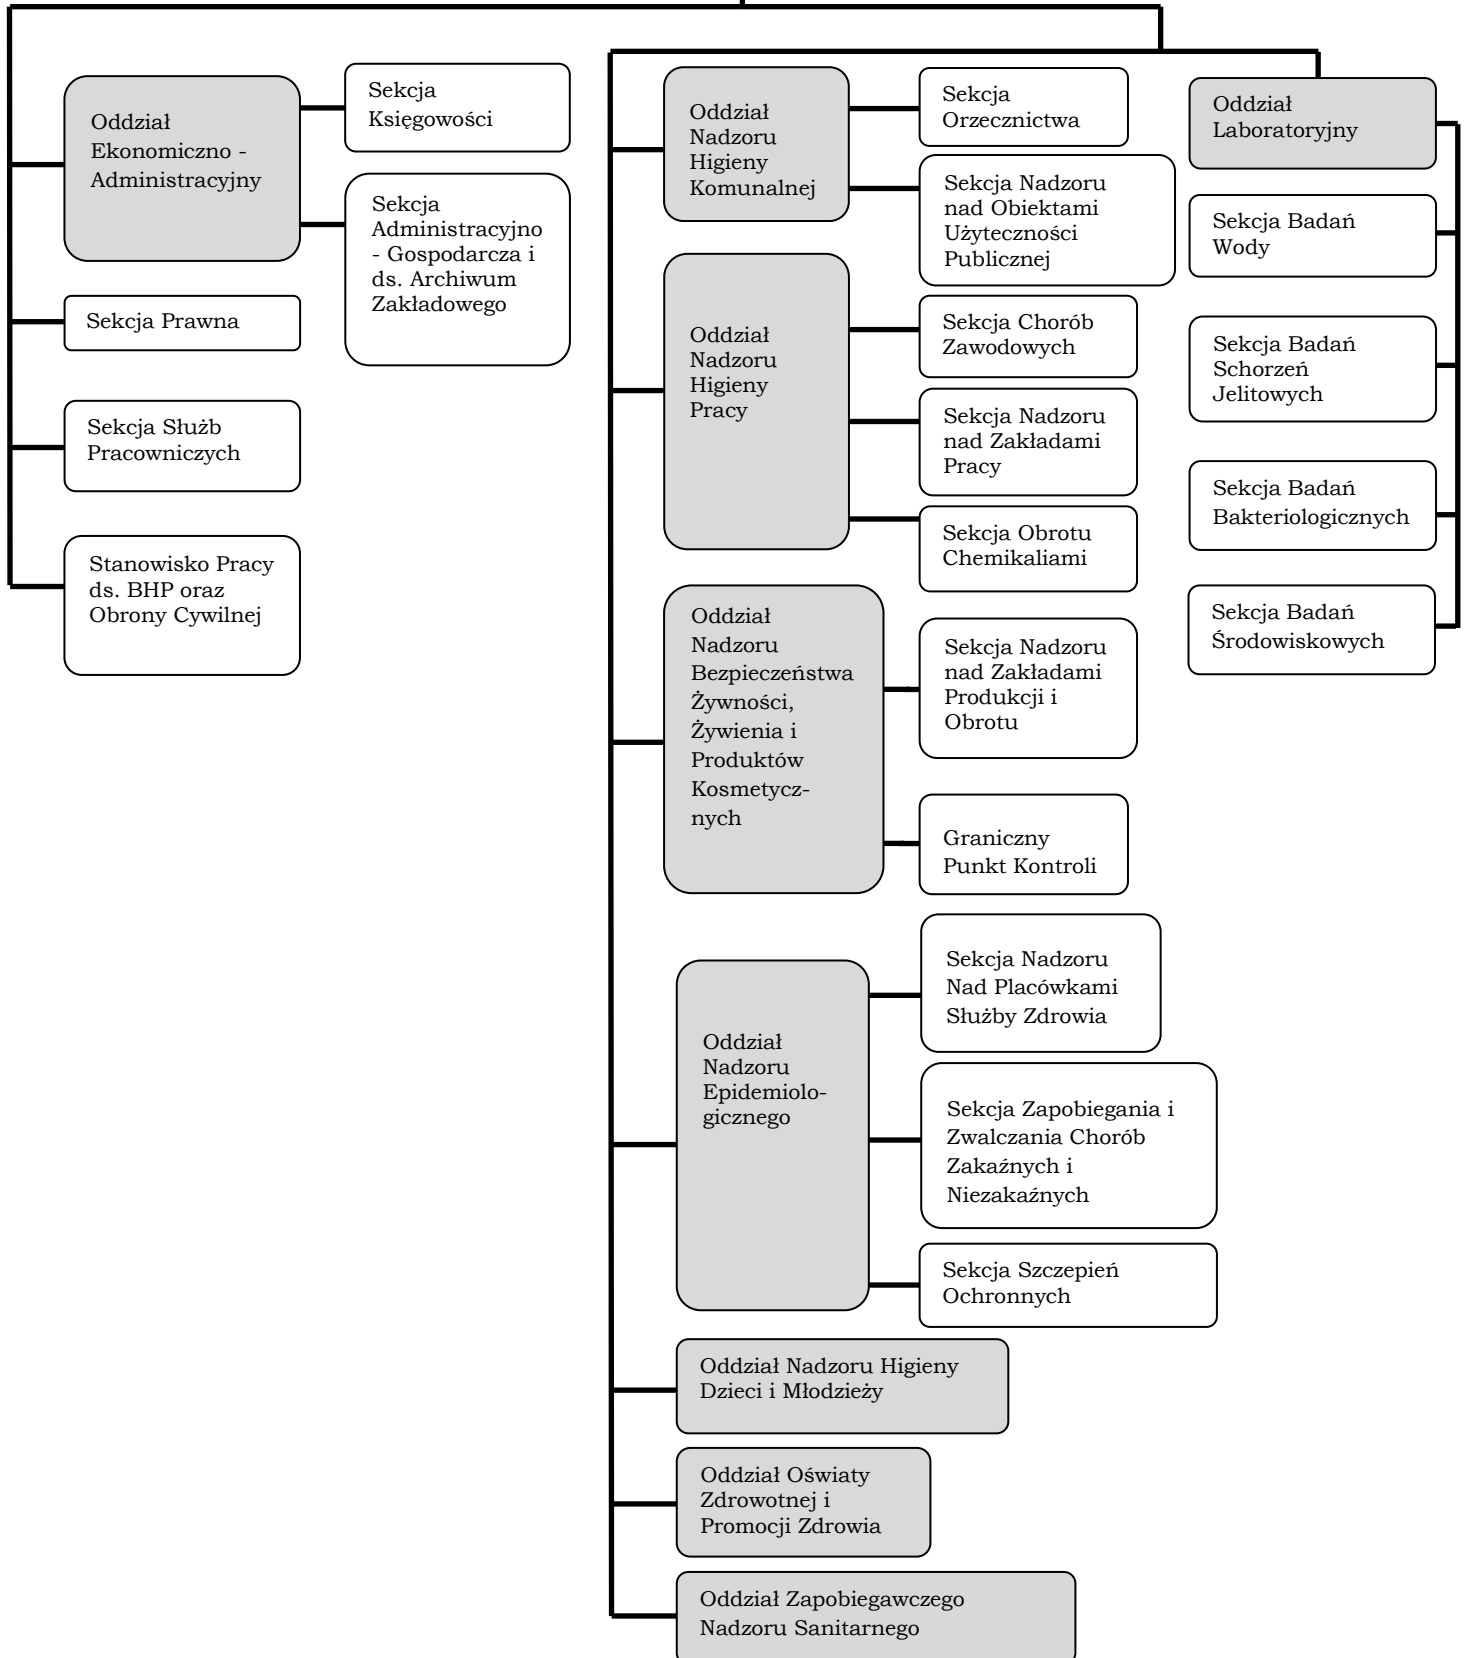 Oddział
Ekonomiczno -
Administracyjny
Sekcja
Księgowości
Sekcja
Administracyjno
- Gospodarcza i
ds. Archiwum
Zakładowego
Sekcja Prawna
Sekcja Służb
Pracowniczych
Stanowisko Pracy
ds. BHP oraz
Obrony Cywilnej
Oddział
Nadzoru
Higieny
Komunalnej
Sekcja
Orzecznictwa
Sekcja Nadzoru
nad Obiektami
Użyteczności
Publicznej
Oddział
Nadzoru
Higieny
Pracy
Sekcja Chorób
Zawodowych
Sekcja Nadzoru
nad Zakładami
Pracy
Sekcja Obrotu
Chemikaliami
Oddział
Nadzoru
Bezpieczeństwa
Żywności,
Żywienia i
Produktów
Kosmetycz-
nych
Sekcja Nadzoru
nad Zakładami
Produkcji i
Obrotu
Graniczny
Punkt Kontroli
Oddział
Nadzoru
Epidemiolo-
gicznego
Sekcja Nadzoru
Nad Placówkami
Służby Zdrowia
Sekcja Zapobiegania i
Zwalczania Chorób
Zakaźnych i
Niezakaźnych
Sekcja Szczepień
Ochronnych
Oddział Nadzoru Higieny
Dzieci i Młodzieży
Oddział Oświaty
Zdrowotnej i
Promocji Zdrowia
Oddział Zapobiegawczego
Nadzoru Sanitarnego
Oddział
Laboratoryjny
Sekcja Badań
Wody
Sekcja Badań
Schorzeń
Jelitowych
Sekcja Badań
Bakteriologicznych
Sekcja Badań
Środowiskowych